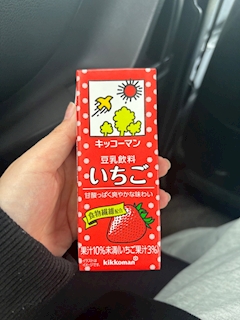 キッコーマン
豆乳飲料
いちご
甘酸っぱく爽やかな味わい
食物繊維配合
果汁10%未満(いちご果汁3%)
kikkoman